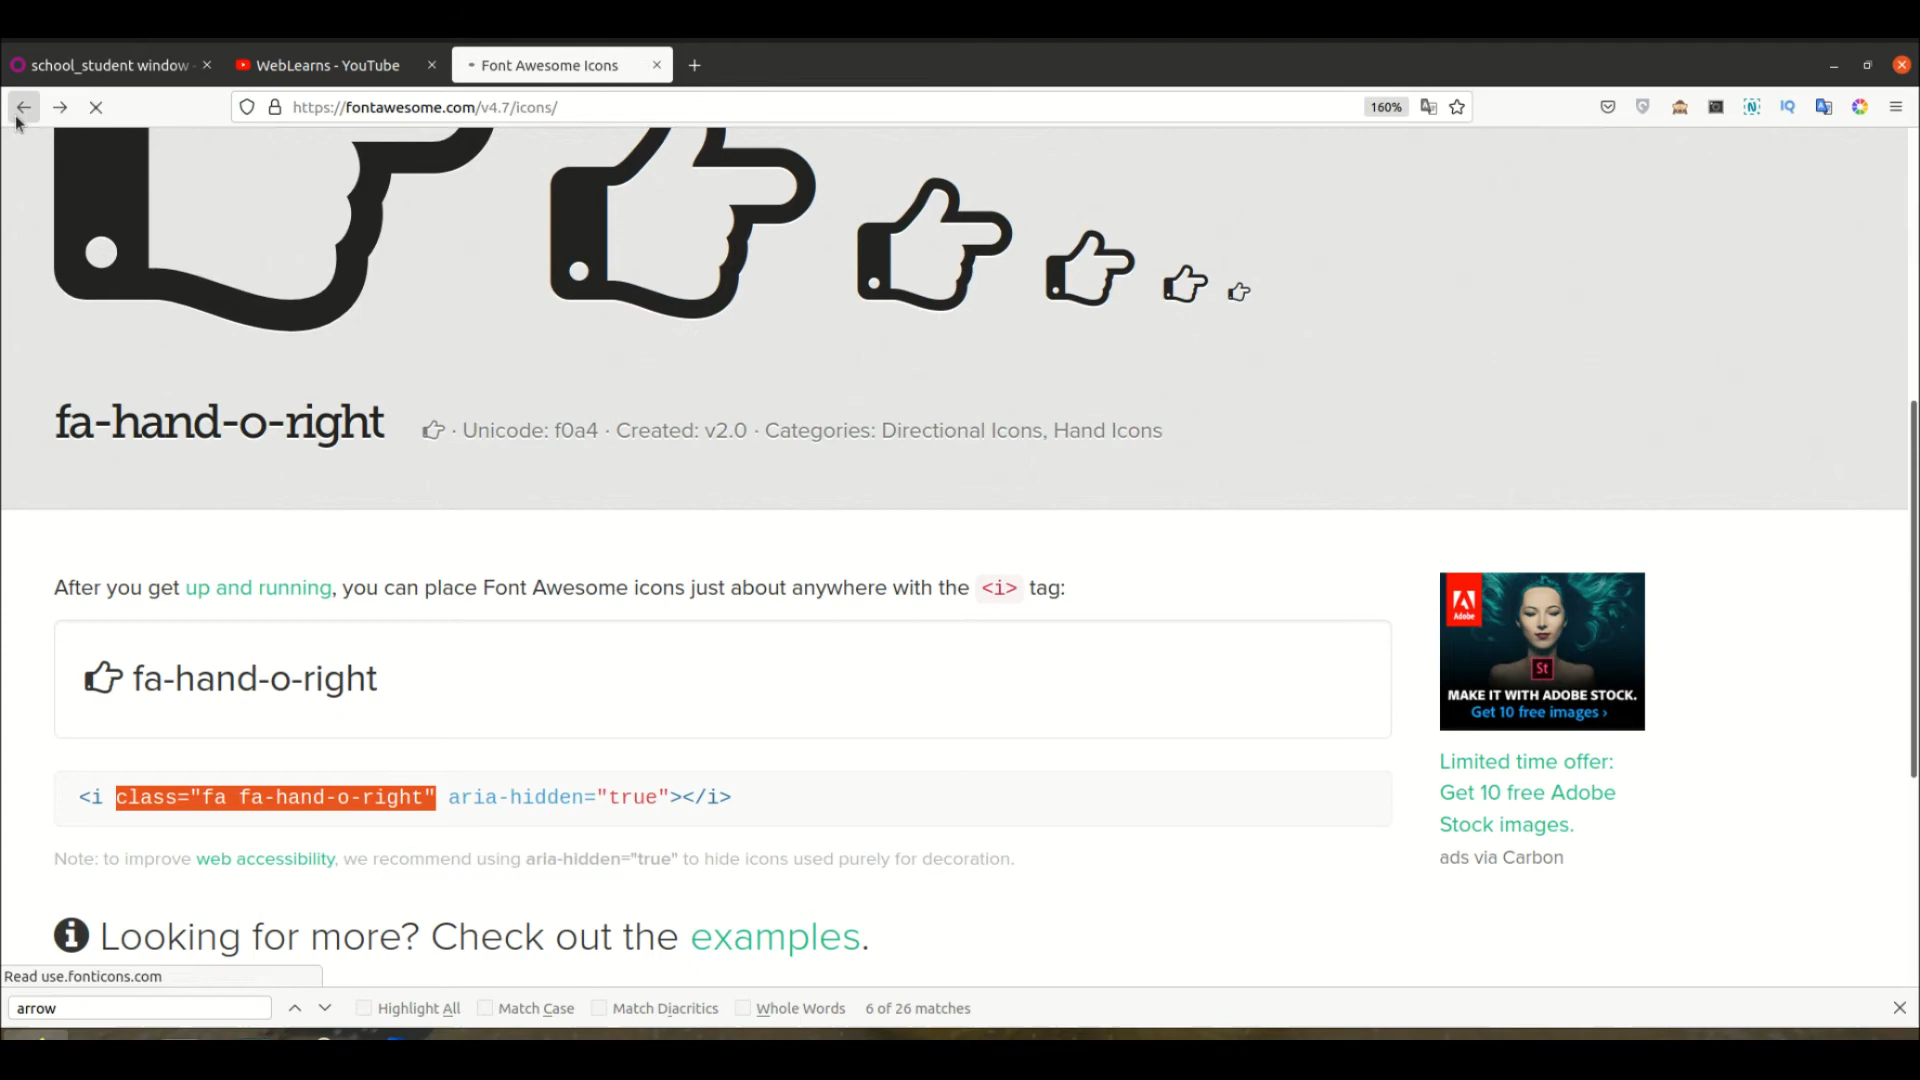 school_student window
WebLearns - YouTube
Font Awesome Icons
https://fontawesome.com/v4.7/icons/
160%
fa-hand-o-right
· Unicode: f0a4 · Created: v2.0 · Categories: Directional Icons, Hand Icons
After you get up and running, you can place Font Awesome icons just about anywhere with the <i> tag:
fa-hand-o-right
<i class="fa fa-hand-o-right" aria-hidden="true"></i>
Note: to improve web accessibility, we recommend using aria-hidden="true" to hide icons used purely for decoration.
Adobe
St
MAKE IT WITH ADOBE STOCK.
Get 10 free images ›
Limited time offer:
Get 10 free Adobe
Stock images.
ads via Carbon
Looking for more? Check out the examples.
Read use.fonticons.com
arrow
Highlight All
Match Case
Match Diacritics
Whole Words
6 of 26 matches